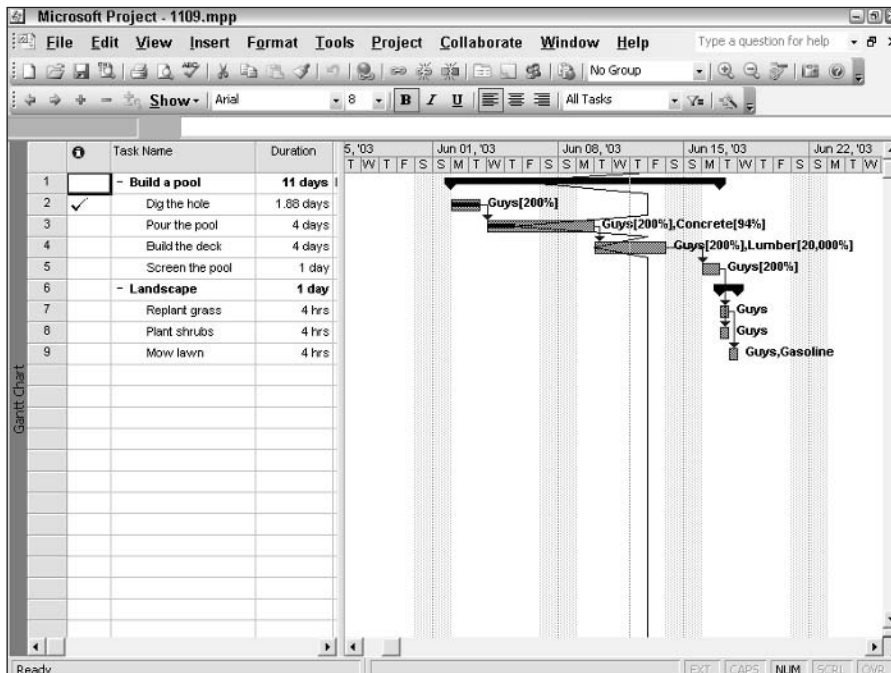 Microsoft Project - 1109.mpp
File Edit View Insert Format Tools Project Collaborate Window Help Type a question for help
No Group
Show Arial 8 B I U All Tasks
Task Name Duration 5, '03 Jun 01, '03 Jun 08, '03 Jun 15, '03 Jun 22, '03
T W T F S S M T W T F S S M T W T F S S M T W T F S S M T W
1 - Build a pool 11 days
2 Dig the hole 1.88 days Guys[200%]
3 Pour the pool 4 days Guys[200%],Concrete[94%]
4 Build the deck 4 days Guys[200%],Lumber[20,000%]
5 Screen the pool 1 day Guys[200%]
6 - Landscape 1 day
7 Replant grass 4 hrs Guys
8 Plant shrubs 4 hrs Guys
9 Mow lawn 4 hrs Guys,Gasoline
Gantt Chart
Ready EXT CAPS NUM SCRL OVR